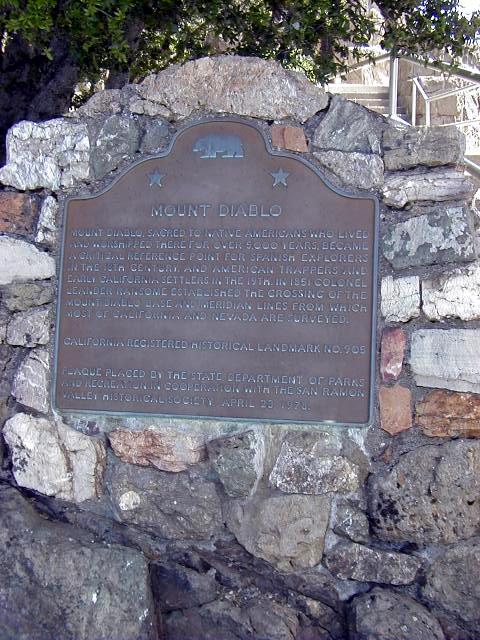 MOUNT DIABLO
MOUNT DIABLO, SACRED TO NATIVE AMERICANS WHO LIVED
AND WORSHIPPED THERE FOR OVER 5,000 YEARS, BECAME
A CRITICAL REFERENCE POINT FOR SPANISH EXPLORERS
IN THE 18TH CENTURY, AND AMERICAN TRAPPERS AND
EARLY CALIFORNIA SETTLERS IN THE 19TH. IN 1851 COLONEL
LEANDER RANSOME ESTABLISHED THE CROSSING OF THE
MOUNT DIABLO BASE AND MERIDIAN LINES FROM WHICH
MOST OF CALIFORNIA AND NEVADA ARE SURVEYED.
CALIFORNIA REGISTERED HISTORICAL LANDMARK NO. 905
PLAQUE PLACED BY THE STATE DEPARTMENT OF PARKS
AND RECREATION IN COOPERATION WITH THE SAN RAMON
VALLEY HISTORICAL SOCIETY, APRIL 23, 1978.